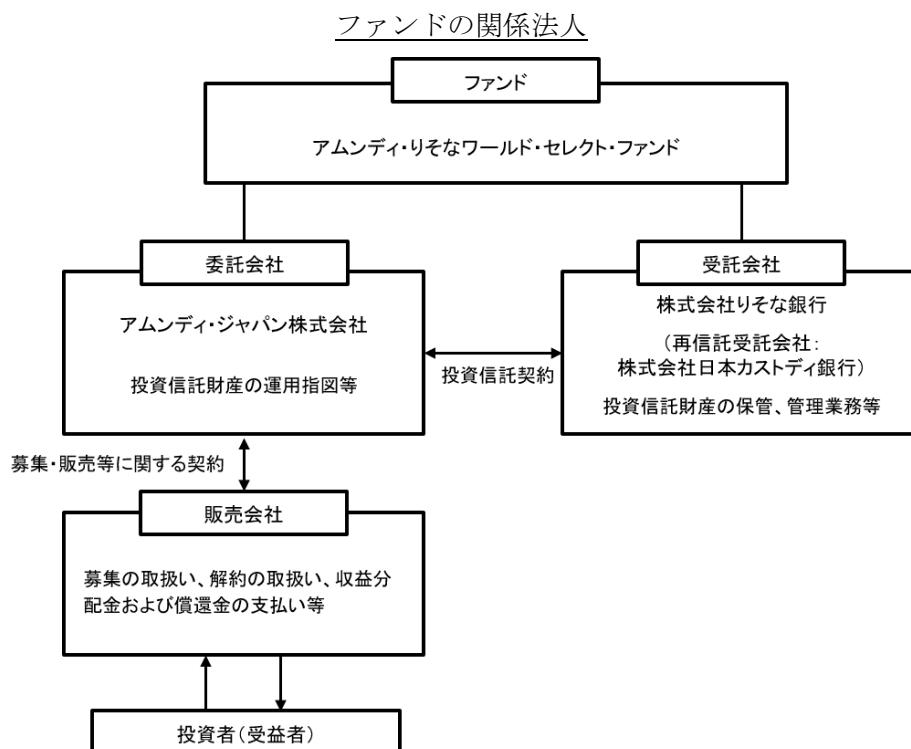 ファンドの関係法人
ファンド
アムンディ・りそなワールド・セレクト・ファンド
委託会社
アムンディ・ジャパン株式会社
投資信託財産の運用指図等
投資信託契約
受託会社
株式会社りそな銀行
(再信託受託会社:
株式会社日本カストディ銀行)
投資信託財産の保管、管理業務等
募集・販売等に関する契約
販売会社
募集の取扱い、解約の取扱い、収益分
配金および償還金の支払い等
投資者(受益者)